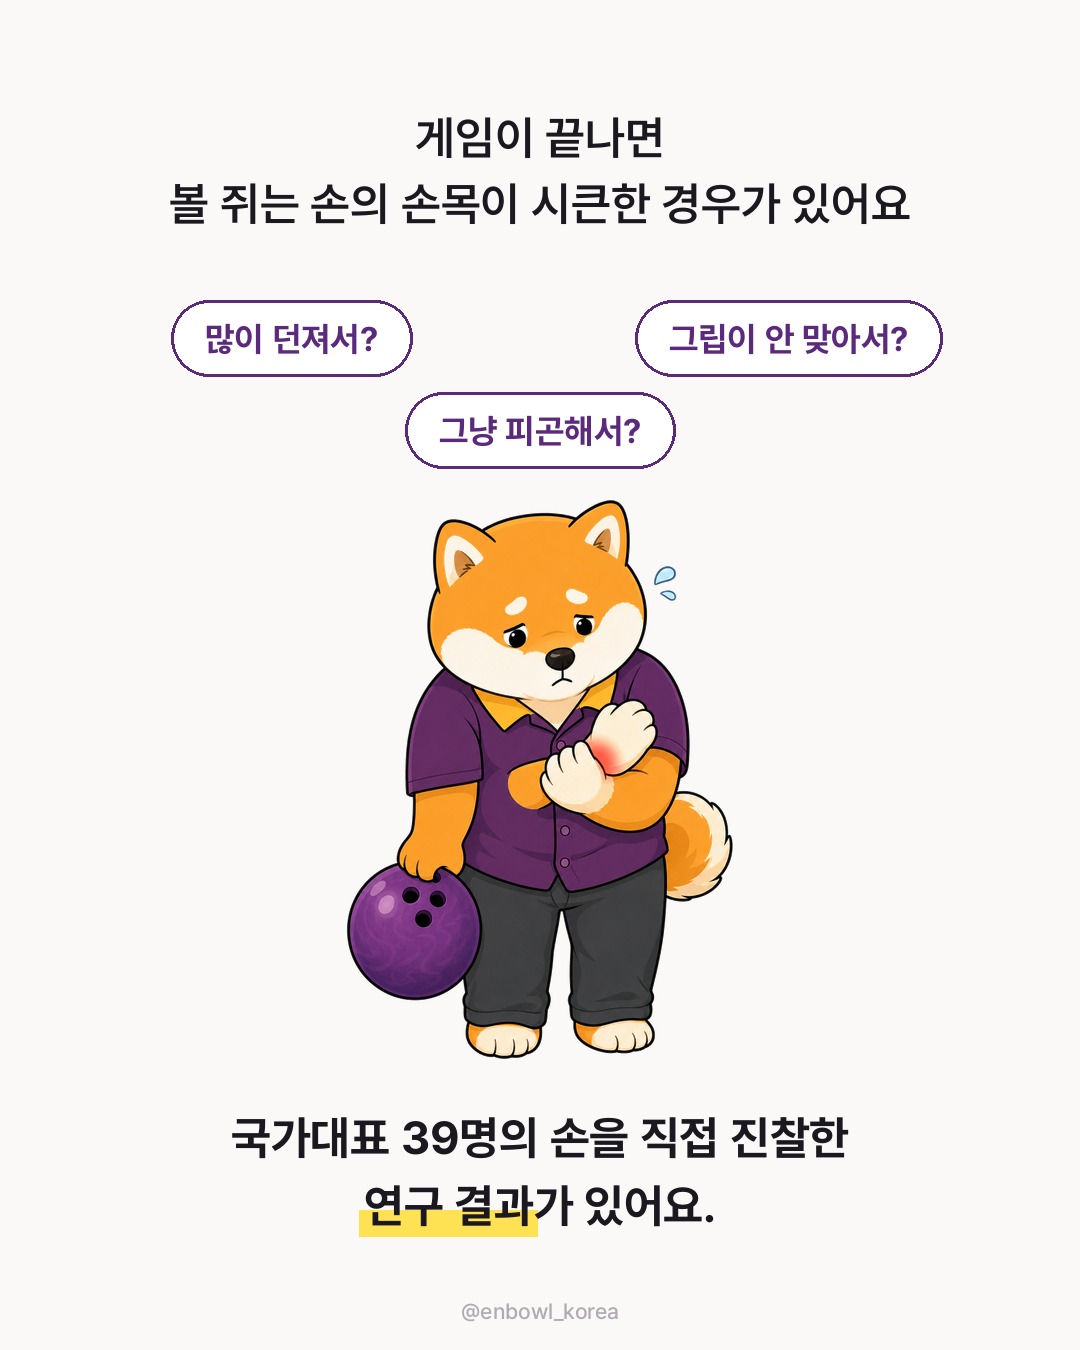 게임이 끝나면
볼 쥐는 손의 손목이 시큰한 경우가 있어요
많이 던져서?
그립이 안 맞아서?
그냥 피곤해서?
국가대표 39명의 손을 직접 진찰한
연구 결과가 있어요.
@enbowl_korea